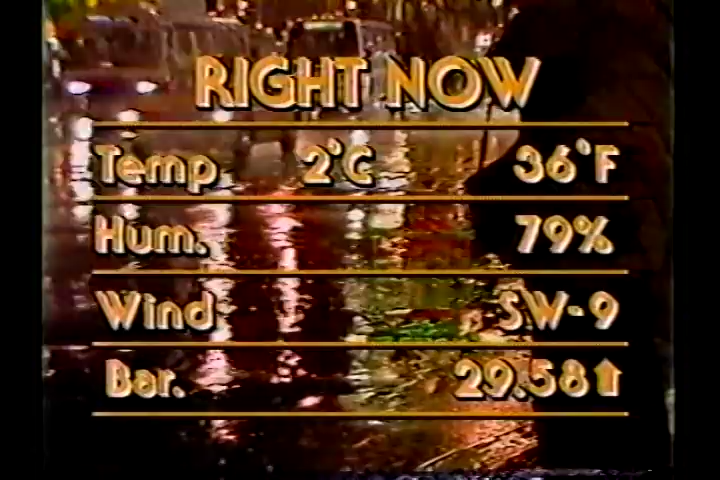 RIGHT NOW
Temp 2°C 36°F
Hum. 79%
Wind SW-9
Bar. 29.58⬆